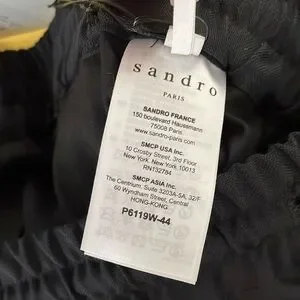 sandro
PARIS
SANDRO FRANCE
150 boulevard Haussmann
75008 Paris
www.sandro-paris.com
SMCP USA Inc.
10 Crosby Street, 3rd Floor
New York, New York 10013
RN132784
SMCP ASIA Inc.
The Centrium, Suite 3203A-5A, 32/F
60 Wyndham Street, Central
HONG-KONG
P6119W-44